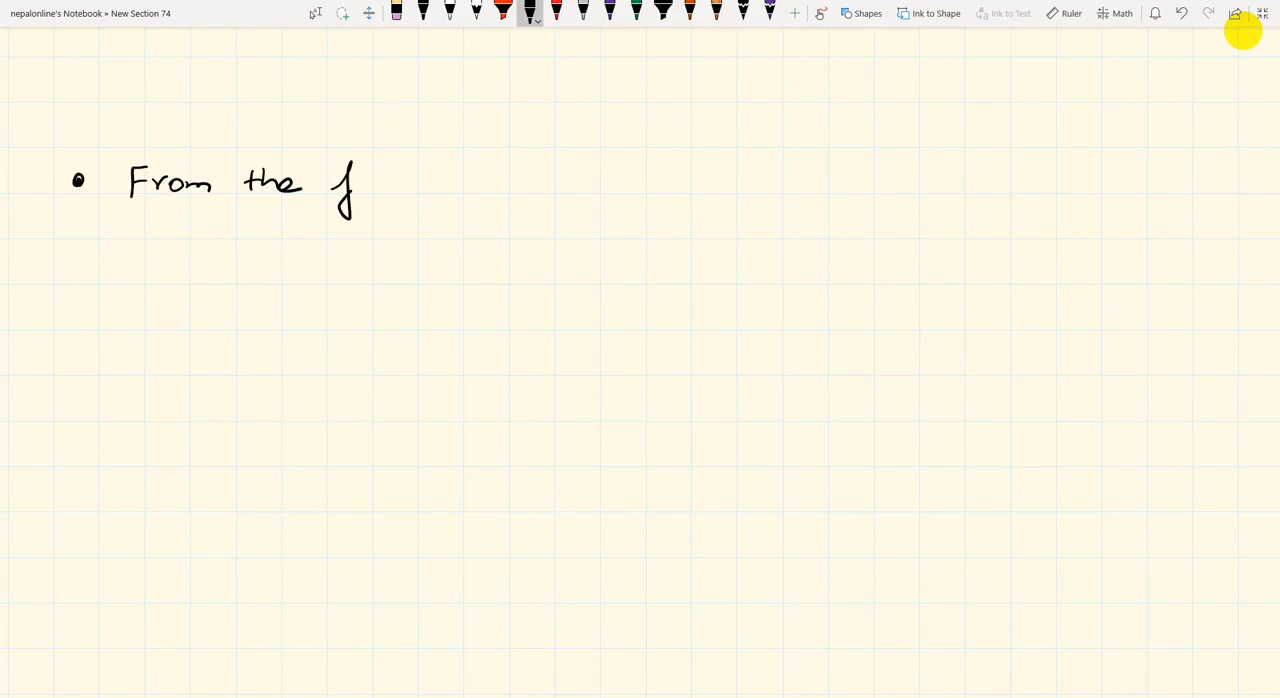 nepalonline's Notebook » New Section 74
Shapes
Ink to Shape
Ink to Text
Ruler
Math
• From the f